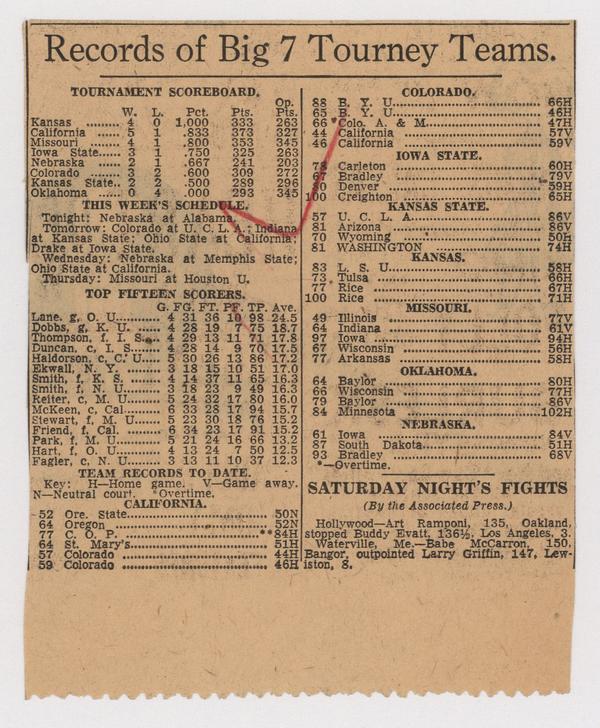 Records of Big 7 Tourney Teams.
TOURNAMENT SCOREBOARD.
Op.
W. L. Pct. Pts. Pts.
Kansas ........ 4 0 1,000 333 263
California ...... 5 1 .833 373 327
Missouri ....... 4 1 .800 353 345
Iowa State..... 3 1 .750 325 263
Nebraska ...... 2 1 .667 241 203
Colorado ...... 3 2 .600 309 272
Kansas State.. 2 2 .500 289 296
Oklahoma ..... 0 4 .000 293 345
THIS WEEK'S SCHEDULE.
Tonight: Nebraska at Alabama.
Tomorrow: Colorado at U. C. L. A.; Indiana
at Kansas State; Ohio State at California;
Drake at Iowa State.
Wednesday: Nebraska at Memphis State;
Ohio State at California.
Thursday: Missouri at Houston U.
TOP FIFTEEN SCORERS.
G. FG. FT. PF. TP. Ave.
Lane, g, O. U...... 4 31 36 10 98 24.5
Dobbs, g, K. U. ..... 4 28 19 7 75 18.7
Thompson, f, I. S.... 4 29 13 11 71 17.8
Duncan, c, I. S...... 4 28 14 9 70 17.5
Haldorson, c, C. U... 5 30 26 13 86 17.2
Ekwall, N. Y. ....... 3 18 15 10 51 17.0
Smith, f, K. S. ..... 4 14 37 11 65 16.3
Smith, f, N. U...... 3 18 23 9 49 16.3
Reiter, c, M. U...... 5 24 32 17 80 16.0
McKeen, c, Cal...... 6 33 28 17 94 15.7
Stewart, f, M. U..... 5 23 30 18 76 15.2
Friend, f, Cal. ..... 6 34 23 17 91 15.2
Park, f, M. U....... 5 21 24 16 66 13.2
Hart, f, O. U....... 4 13 24 7 50 12.5
Fagler, c, N. U...... 3 13 11 10 37 12.3
TEAM RECORDS TO DATE.
Key: H—Home game. V—Game away.
N—Neutral court. *Overtime.
CALIFORNIA.
52 Ore. State................ 50N
64 Oregon .................. 52N
77 C. O. P. .................**84H
64 St. Mary's................ 51H
57 Colorado ................. 44H
59 Colorado ................. 46H
COLORADO.
88 B. Y. U................... 66H
65 B. Y. U................... 46H
66 *Colo. A. & M............. 47H
44 California ............... 57V
46 California ............... 59V
IOWA STATE.
78 Carleton ................. 60H
67 Bradley .................. 79V
80 Denver ................... 59H
100 Creighton ................ 65H
KANSAS STATE.
57 U. C. L. A................ 86V
81 Arizona .................. 86V
70 Wyoming .................. 50H
81 WASHINGTON ............... 74H
KANSAS.
83 L. S. U................... 58H
73 Tulsa .................... 66H
77 Rice ..................... 67H
100 Rice ..................... 71H
MISSOURI.
49 Illinois ................. 77V
64 Indiana .................. 61V
97 Iowa ..................... 94H
67 Wisconsin ................ 56H
77 Arkansas ................. 58H
OKLAHOMA.
64 Baylor ................... 80H
66 Wisconsin ................ 77H
79 Baylor ................... 86V
84 Minnesota ................102H
NEBRASKA.
61 Iowa ..................... 84V
87 South Dakota.............. 51H
93 Bradley .................. 68V
*—Overtime.
SATURDAY NIGHT'S FIGHTS
(By the Associated Press.)
Hollywood—Art Ramponi, 135, Oakland,
stopped Buddy Evatt, 136½, Los Angeles, 3.
Waterville, Me.—Babe McCarron, 150,
Bangor, outpointed Larry Griffin, 147, Lew-
iston, 8.